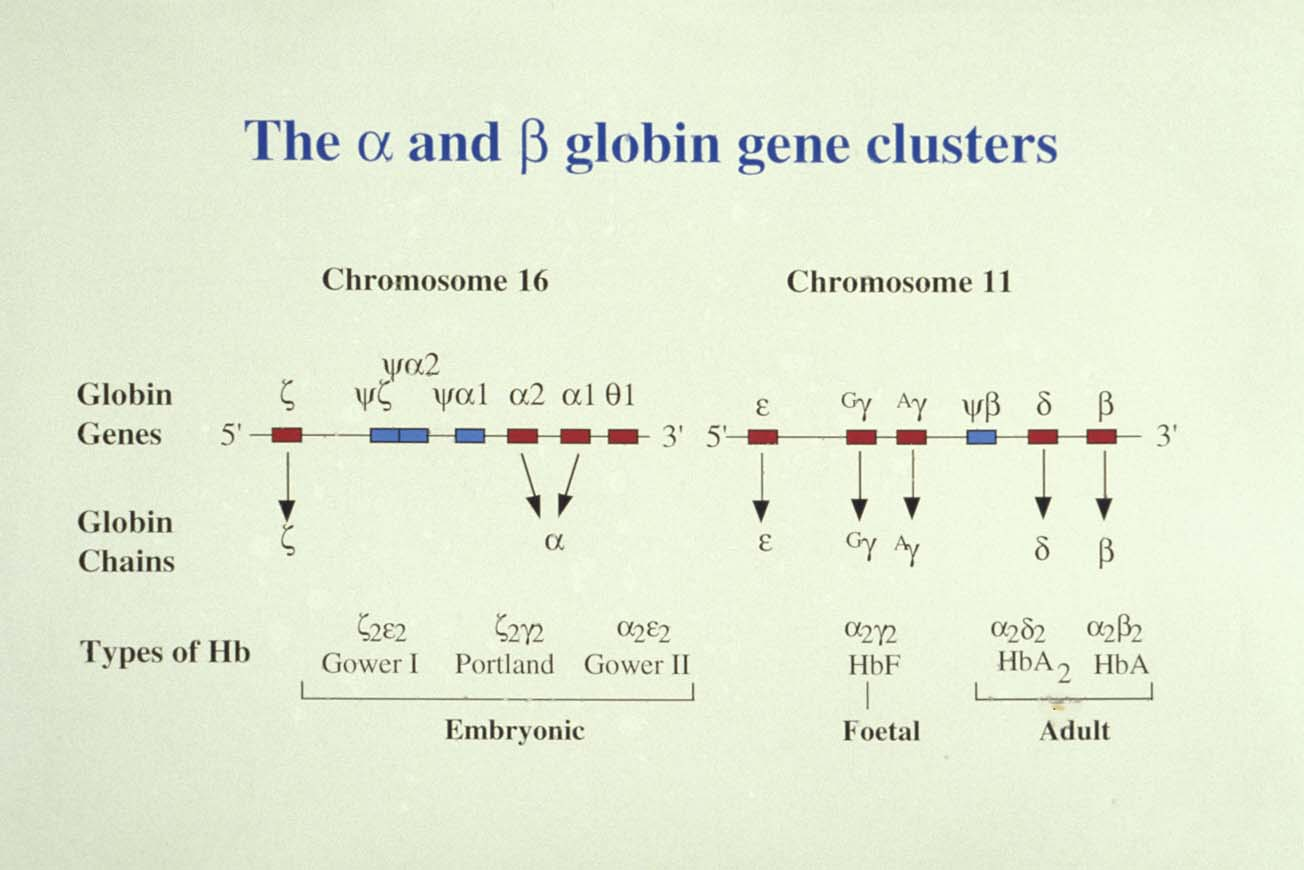 The α and β globin gene clusters
Chromosome 16
Chromosome 11
Globin
Genes
ψα2
ζ ψζ ψα1 α2 α1 θ1
ε Gγ Aγ ψβ δ β
5' 3' 5' 3'
Globin
Chains
ζ α ε Gγ Aγ δ β
Types of Hb
ζ2ε2 ζ2γ2 α2ε2 α2γ2 α2δ2 α2β2
Gower I Portland Gower II HbF HbA2 HbA
Embryonic Foetal Adult